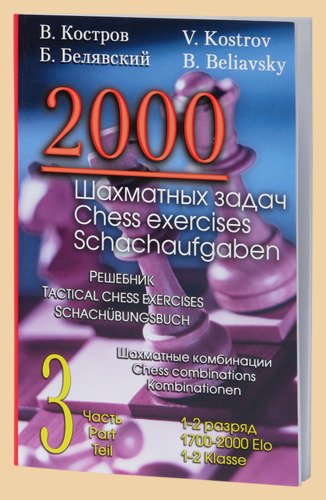 В. Костров
Б. Белявский
V. Kostrov
B. Beliavsky
2000
Шахматных задач
Chess exercises
Schachaufgaben
Решебник
Tactical chess exercises
Schachübungsbuch
Шахматные комбинации
Chess combinations
Kombinationen
3
Часть
Part
Teil
1-2 разряд
1700-2000 Elo
1-2 Klasse